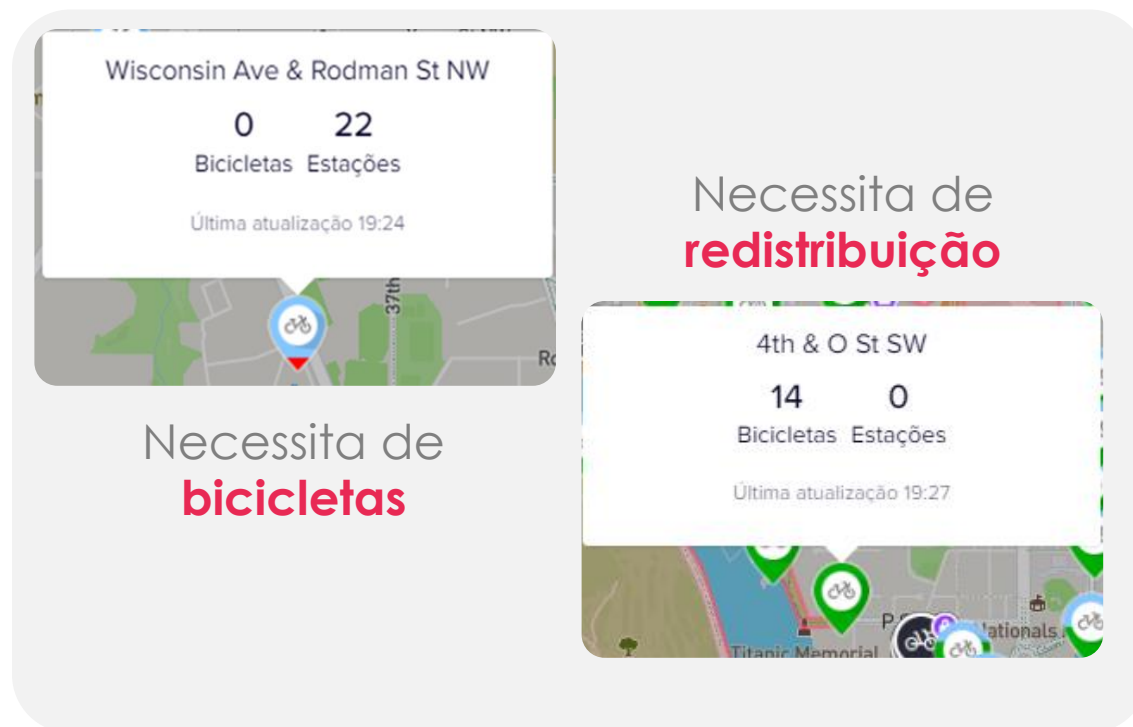 Wisconsin Ave & Rodman St NW
0 22
Bicicletas Estações
Última atualização 19:24
37th
Necessita de
bicicletas
Necessita de
redistribuição
4th & O St SW
14 0
Bicicletas Estações
Última atualização 19:27
Titanic Memorial